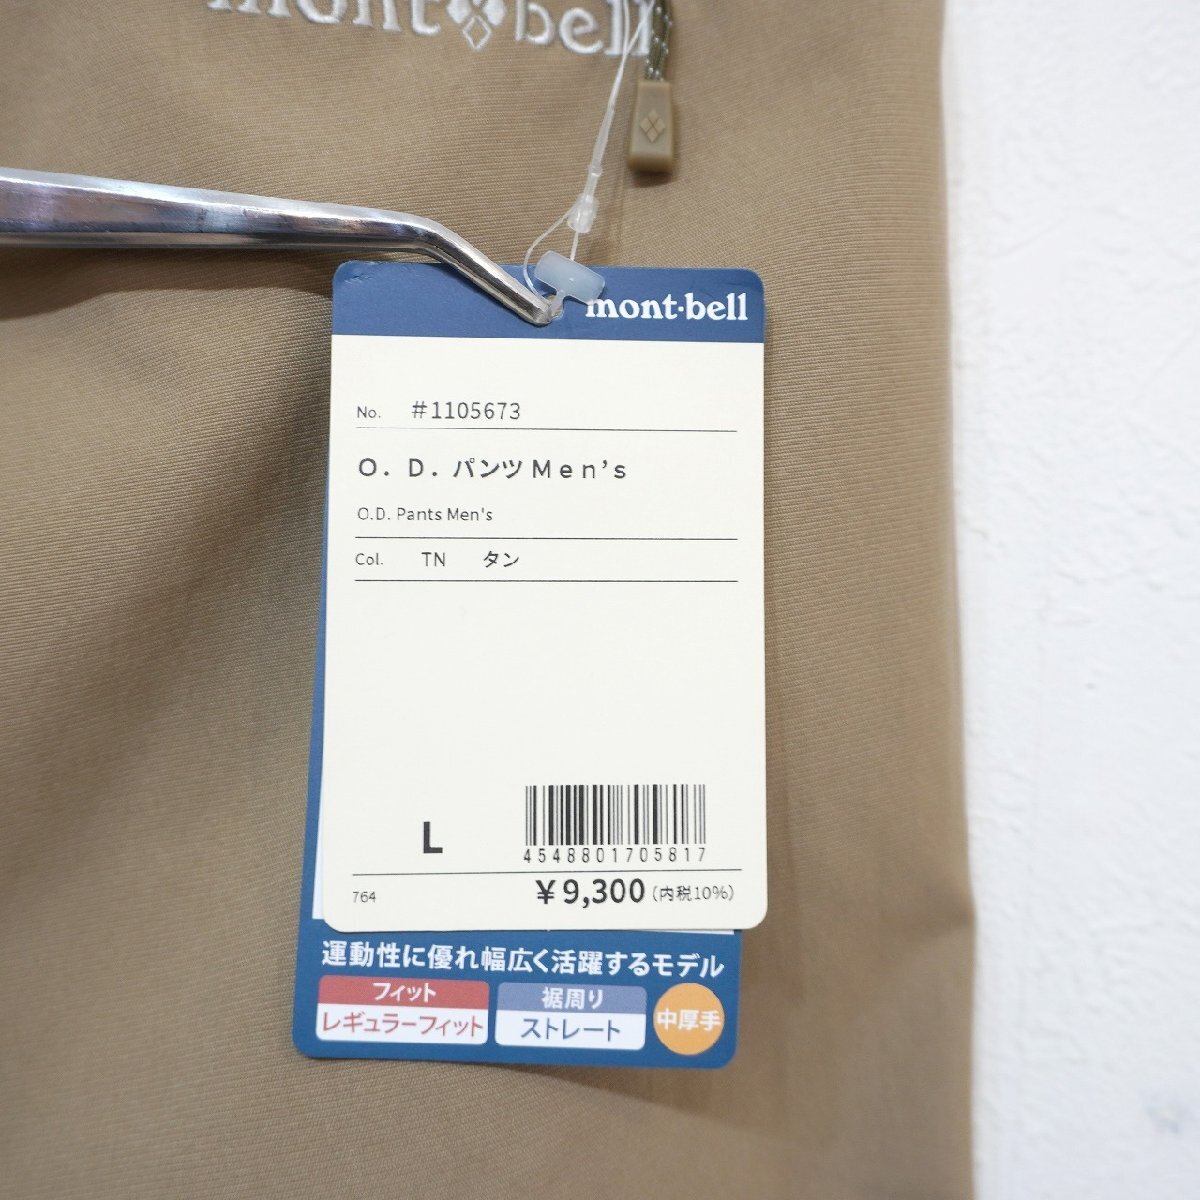 mont bell
mont·bell
No. #1105673
O．D．パンツMen's
O.D. Pants Men's
Col. TN タン
L
4548801705817
764 ¥9,300 (内税10%)
運動性に優れ幅広く活躍するモデル
フィット
レギュラーフィット
裾周り
ストレート
中厚手